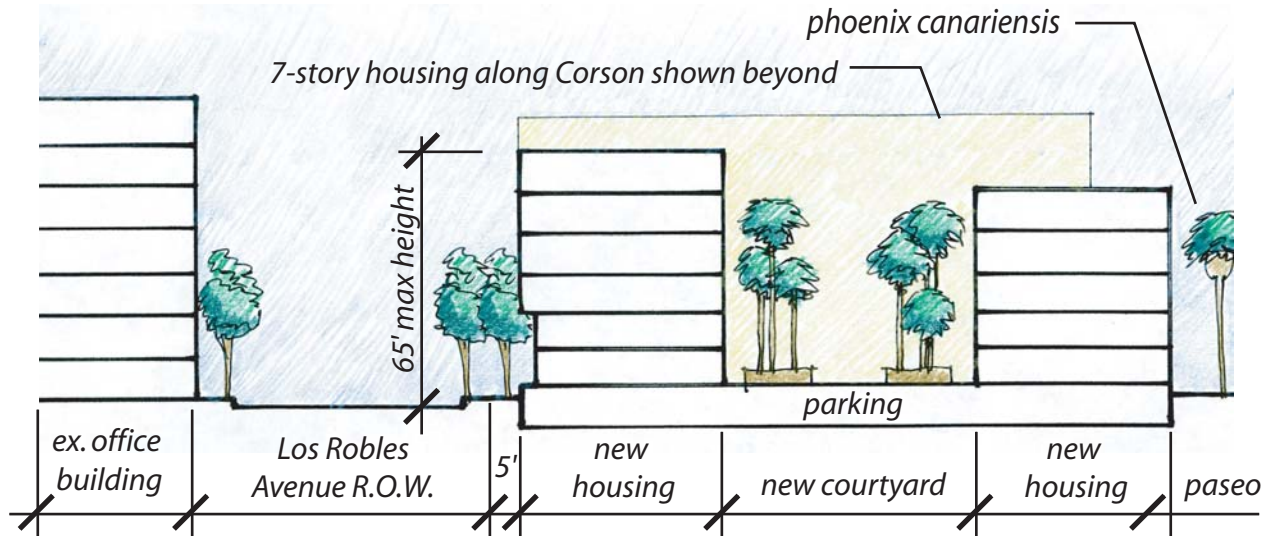 phoenix canariensis
7-story housing along Corson shown beyond
65' max height
parking
ex. office
building
Los Robles
Avenue R.O.W.
5'
new
housing
new courtyard
new
housing
paseo